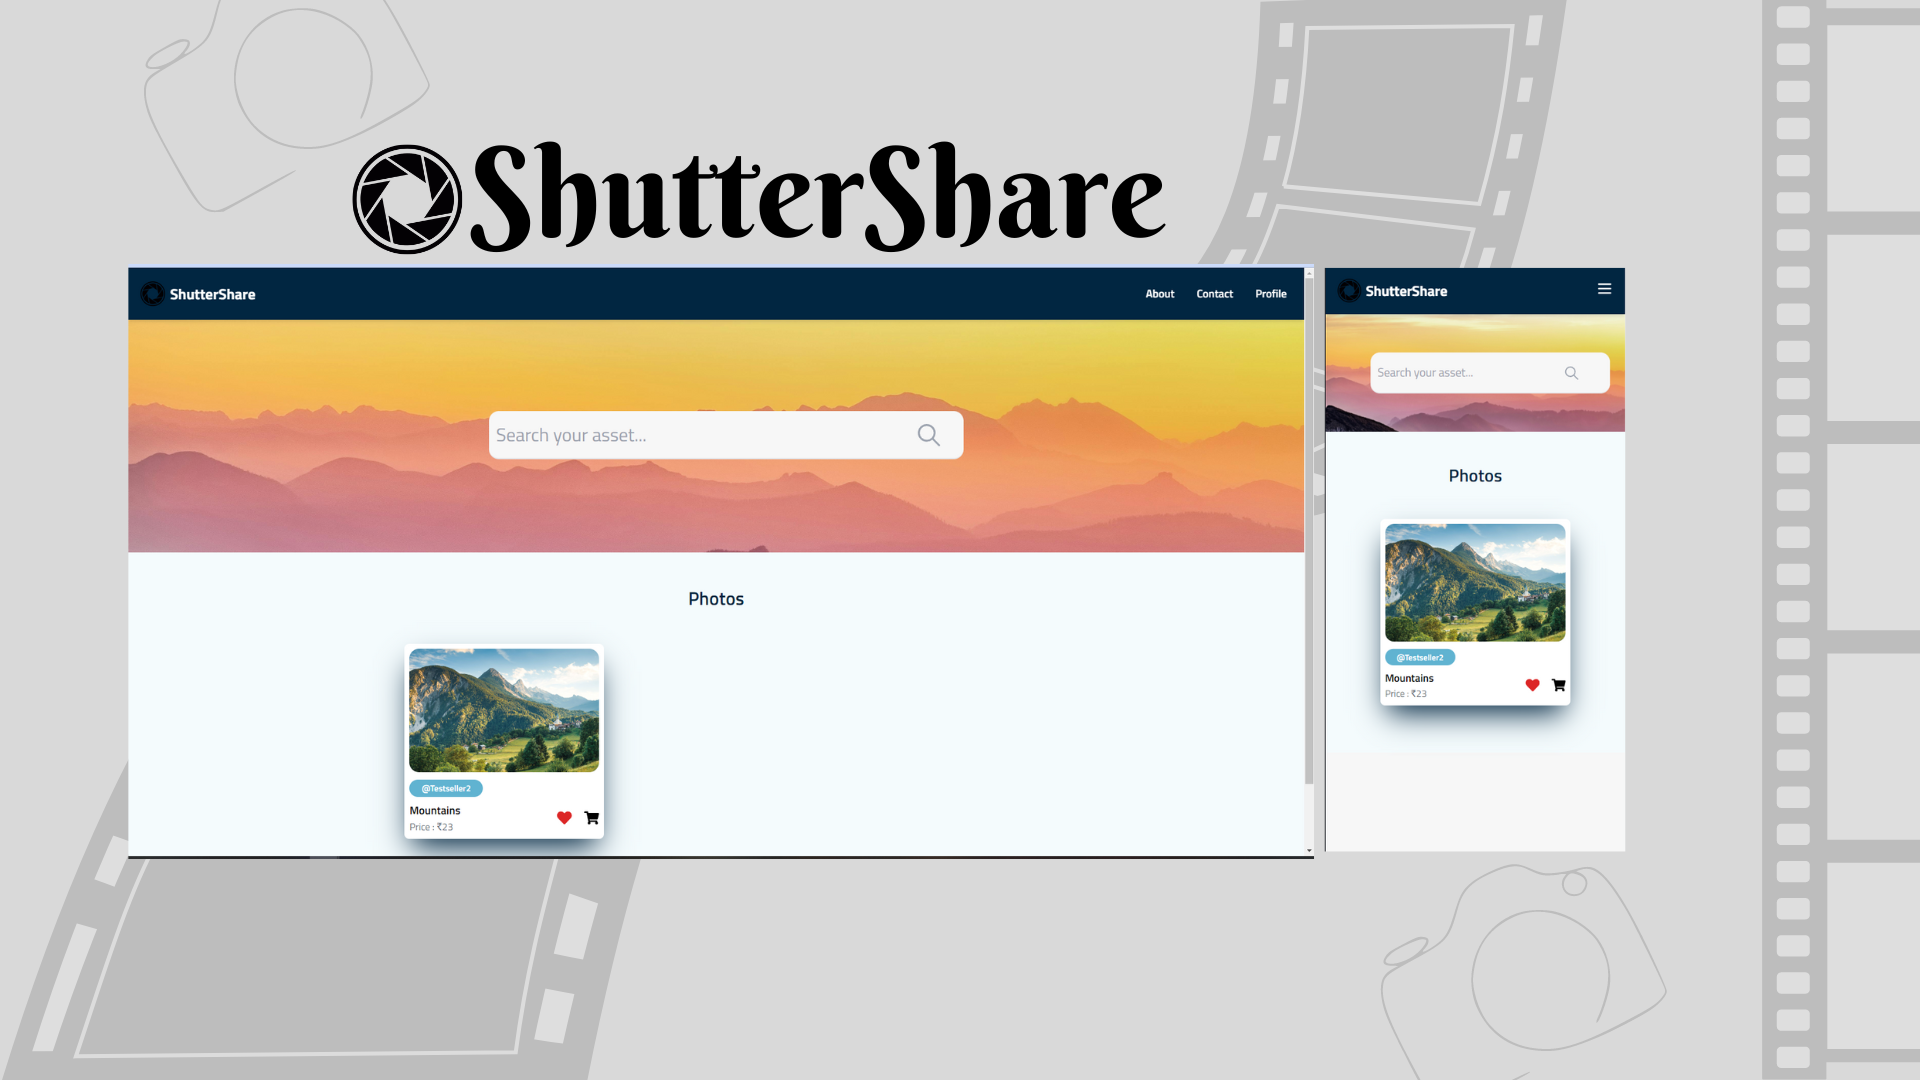 ShutterShare
ShutterShare
About Contact Profile
Search your asset...
Photos
@Testseller2
Mountains
Price : ₹23
ShutterShare
Search your asset...
Photos
@Testseller2
Mountains
Price : ₹23